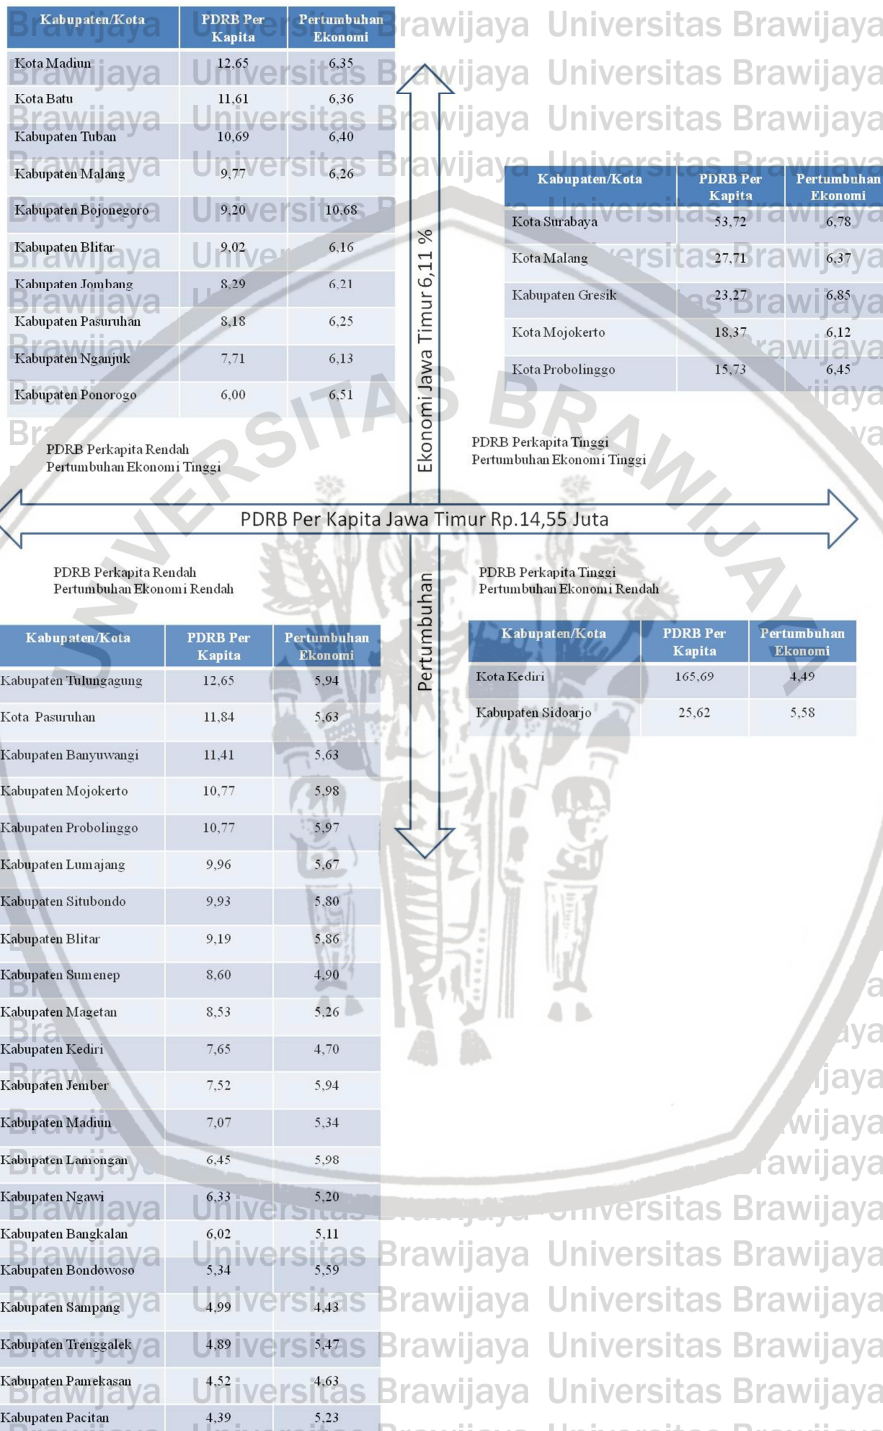 Kabupaten/Kota PDRB Per Kapita Pertumbuhan Ekonomi
Kota Madiun 12,65 6,35
Kota Batu 11,61 6,36
Kabupaten Tuban 10,69 6,40
Kabupaten Malang 9,77 6,26
Kabupaten Bojonegoro 9,20 10,68
Kabupaten Blitar 9,02 6,16
Kabupaten Jombang 8,29 6,21
Kabupaten Pasuruhan 8,18 6,25
Kabupaten Nganjuk 7,71 6,13
Kabupaten Ponorogo 6,00 6,51
PDRB Perkapita Rendah
Pertumbuhan Ekonomi Tinggi
Kabupaten/Kota PDRB Per Kapita Pertumbuhan Ekonomi
Kota Surabaya 53,72 6,78
Kota Malang 27,71 6,37
Kabupaten Gresik 23,27 6,85
Kota Mojokerto 18,37 6,12
Kota Probolinggo 15,73 6,45
PDRB Perkapita Tinggi
Pertumbuhan Ekonomi Tinggi
Pertumbuhan Ekonomi Jawa Timur 6,11 %
PDRB Per Kapita Jawa Timur Rp.14,55 Juta
PDRB Perkapita Rendah
Pertumbuhan Ekonomi Rendah
Kabupaten/Kota PDRB Per Kapita Pertumbuhan Ekonomi
Kabupaten Tulungagung 12,65 5,94
Kota Pasuruhan 11,84 5,63
Kabupaten Banyuwangi 11,41 5,63
Kabupaten Mojokerto 10,77 5,98
Kabupaten Probolinggo 10,77 5,97
Kabupaten Lumajang 9,96 5,67
Kabupaten Situbondo 9,93 5,80
Kabupaten Blitar 9,19 5,86
Kabupaten Sumenep 8,60 4,90
Kabupaten Magetan 8,53 5,26
Kabupaten Kediri 7,65 4,70
Kabupaten Jember 7,52 5,94
Kabupaten Madiun 7,07 5,34
Kabupaten Lamongan 6,45 5,98
Kabupaten Ngawi 6,33 5,20
Kabupaten Bangkalan 6,02 5,11
Kabupaten Bondowoso 5,34 5,59
Kabupaten Sampang 4,99 4,43
Kabupaten Trenggalek 4,89 5,47
Kabupaten Pamekasan 4,52 4,63
Kabupaten Pacitan 4,39 5,23
PDRB Perkapita Tinggi
Pertumbuhan Ekonomi Rendah
Kabupaten/Kota PDRB Per Kapita Pertumbuhan Ekonomi
Kota Kediri 165,69 4,49
Kabupaten Sidoarjo 25,62 5,58
UNIVERSITAS BRAWIJAYA
Universitas Brawijaya